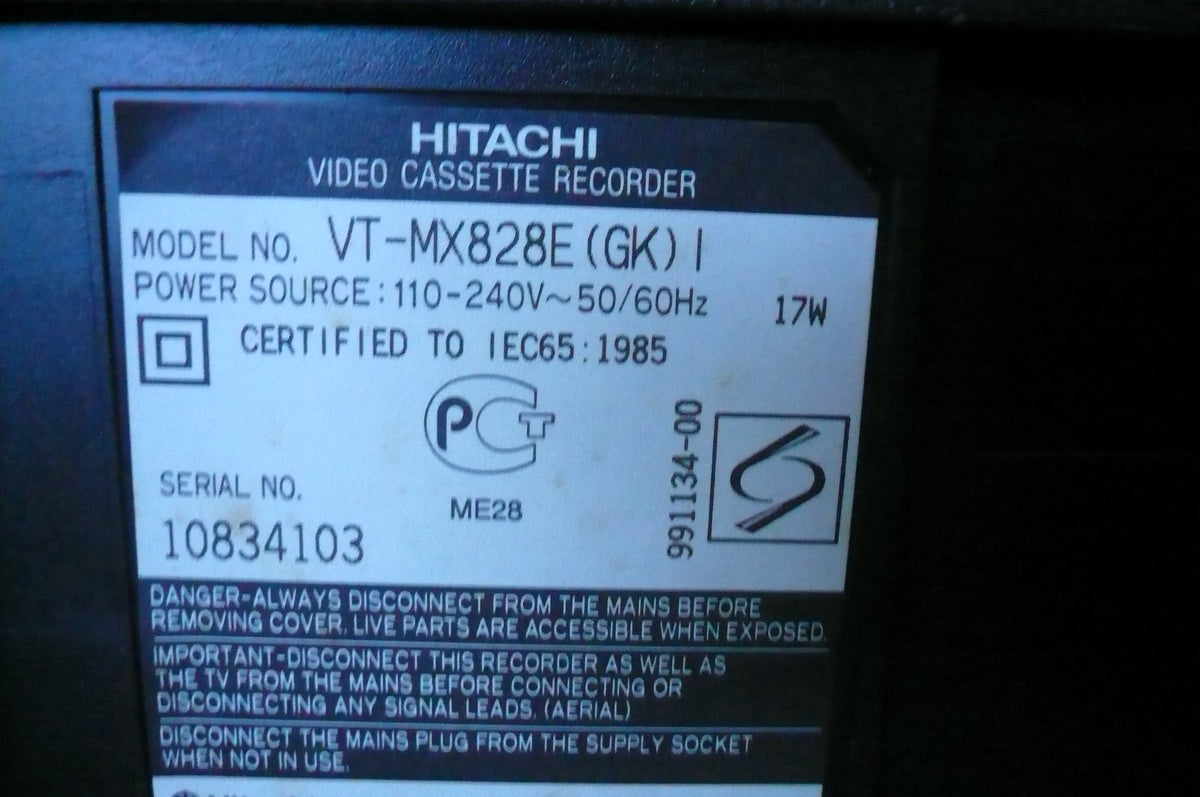 HITACHI
VIDEO CASSETTE RECORDER
MODEL NO. VT-MX828E(GK) I
POWER SOURCE: 110-240V~50/60Hz 17W
CERTIFIED TO IEC65:1985
PCT
ME28
991134-00
SERIAL NO.
10834103
DANGER-ALWAYS DISCONNECT FROM THE MAINS BEFORE
REMOVING COVER. LIVE PARTS ARE ACCESSIBLE WHEN EXPOSED.
IMPORTANT-DISCONNECT THIS RECORDER AS WELL AS
THE TV FROM THE MAINS BEFORE CONNECTING OR
DISCONNECTING ANY SIGNAL LEADS. (AERIAL)
DISCONNECT THE MAINS PLUG FROM THE SUPPLY SOCKET
WHEN NOT IN USE.